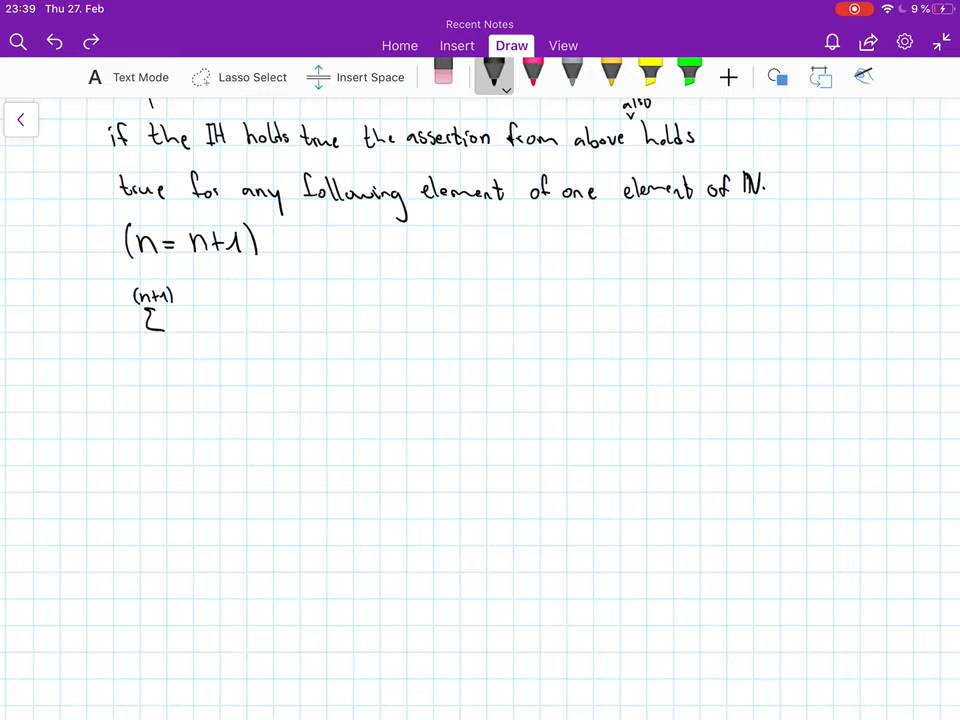 23:39 Thu 27. Feb
9 %
Recent Notes
Home Insert Draw View
A Text Mode Lasso Select Insert Space
also
if the IH holds true the assertion from above holds
true for any following element of one element of ℕ.
(n = n+1)
(n+1)
Σ